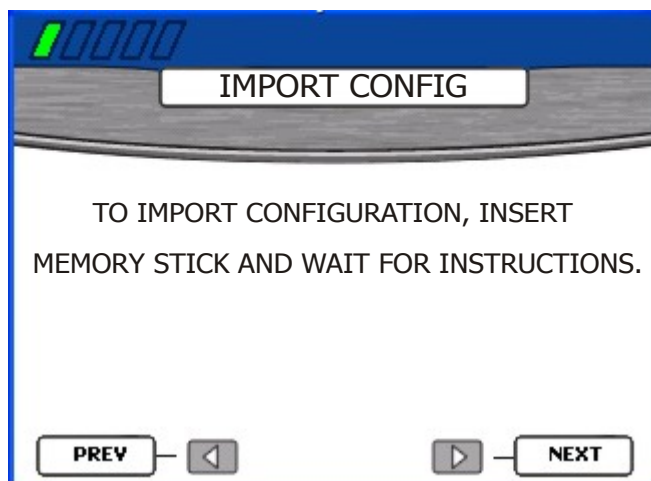 IMPORT CONFIG
TO IMPORT CONFIGURATION, INSERT
MEMORY STICK AND WAIT FOR INSTRUCTIONS.
PREV
NEXT